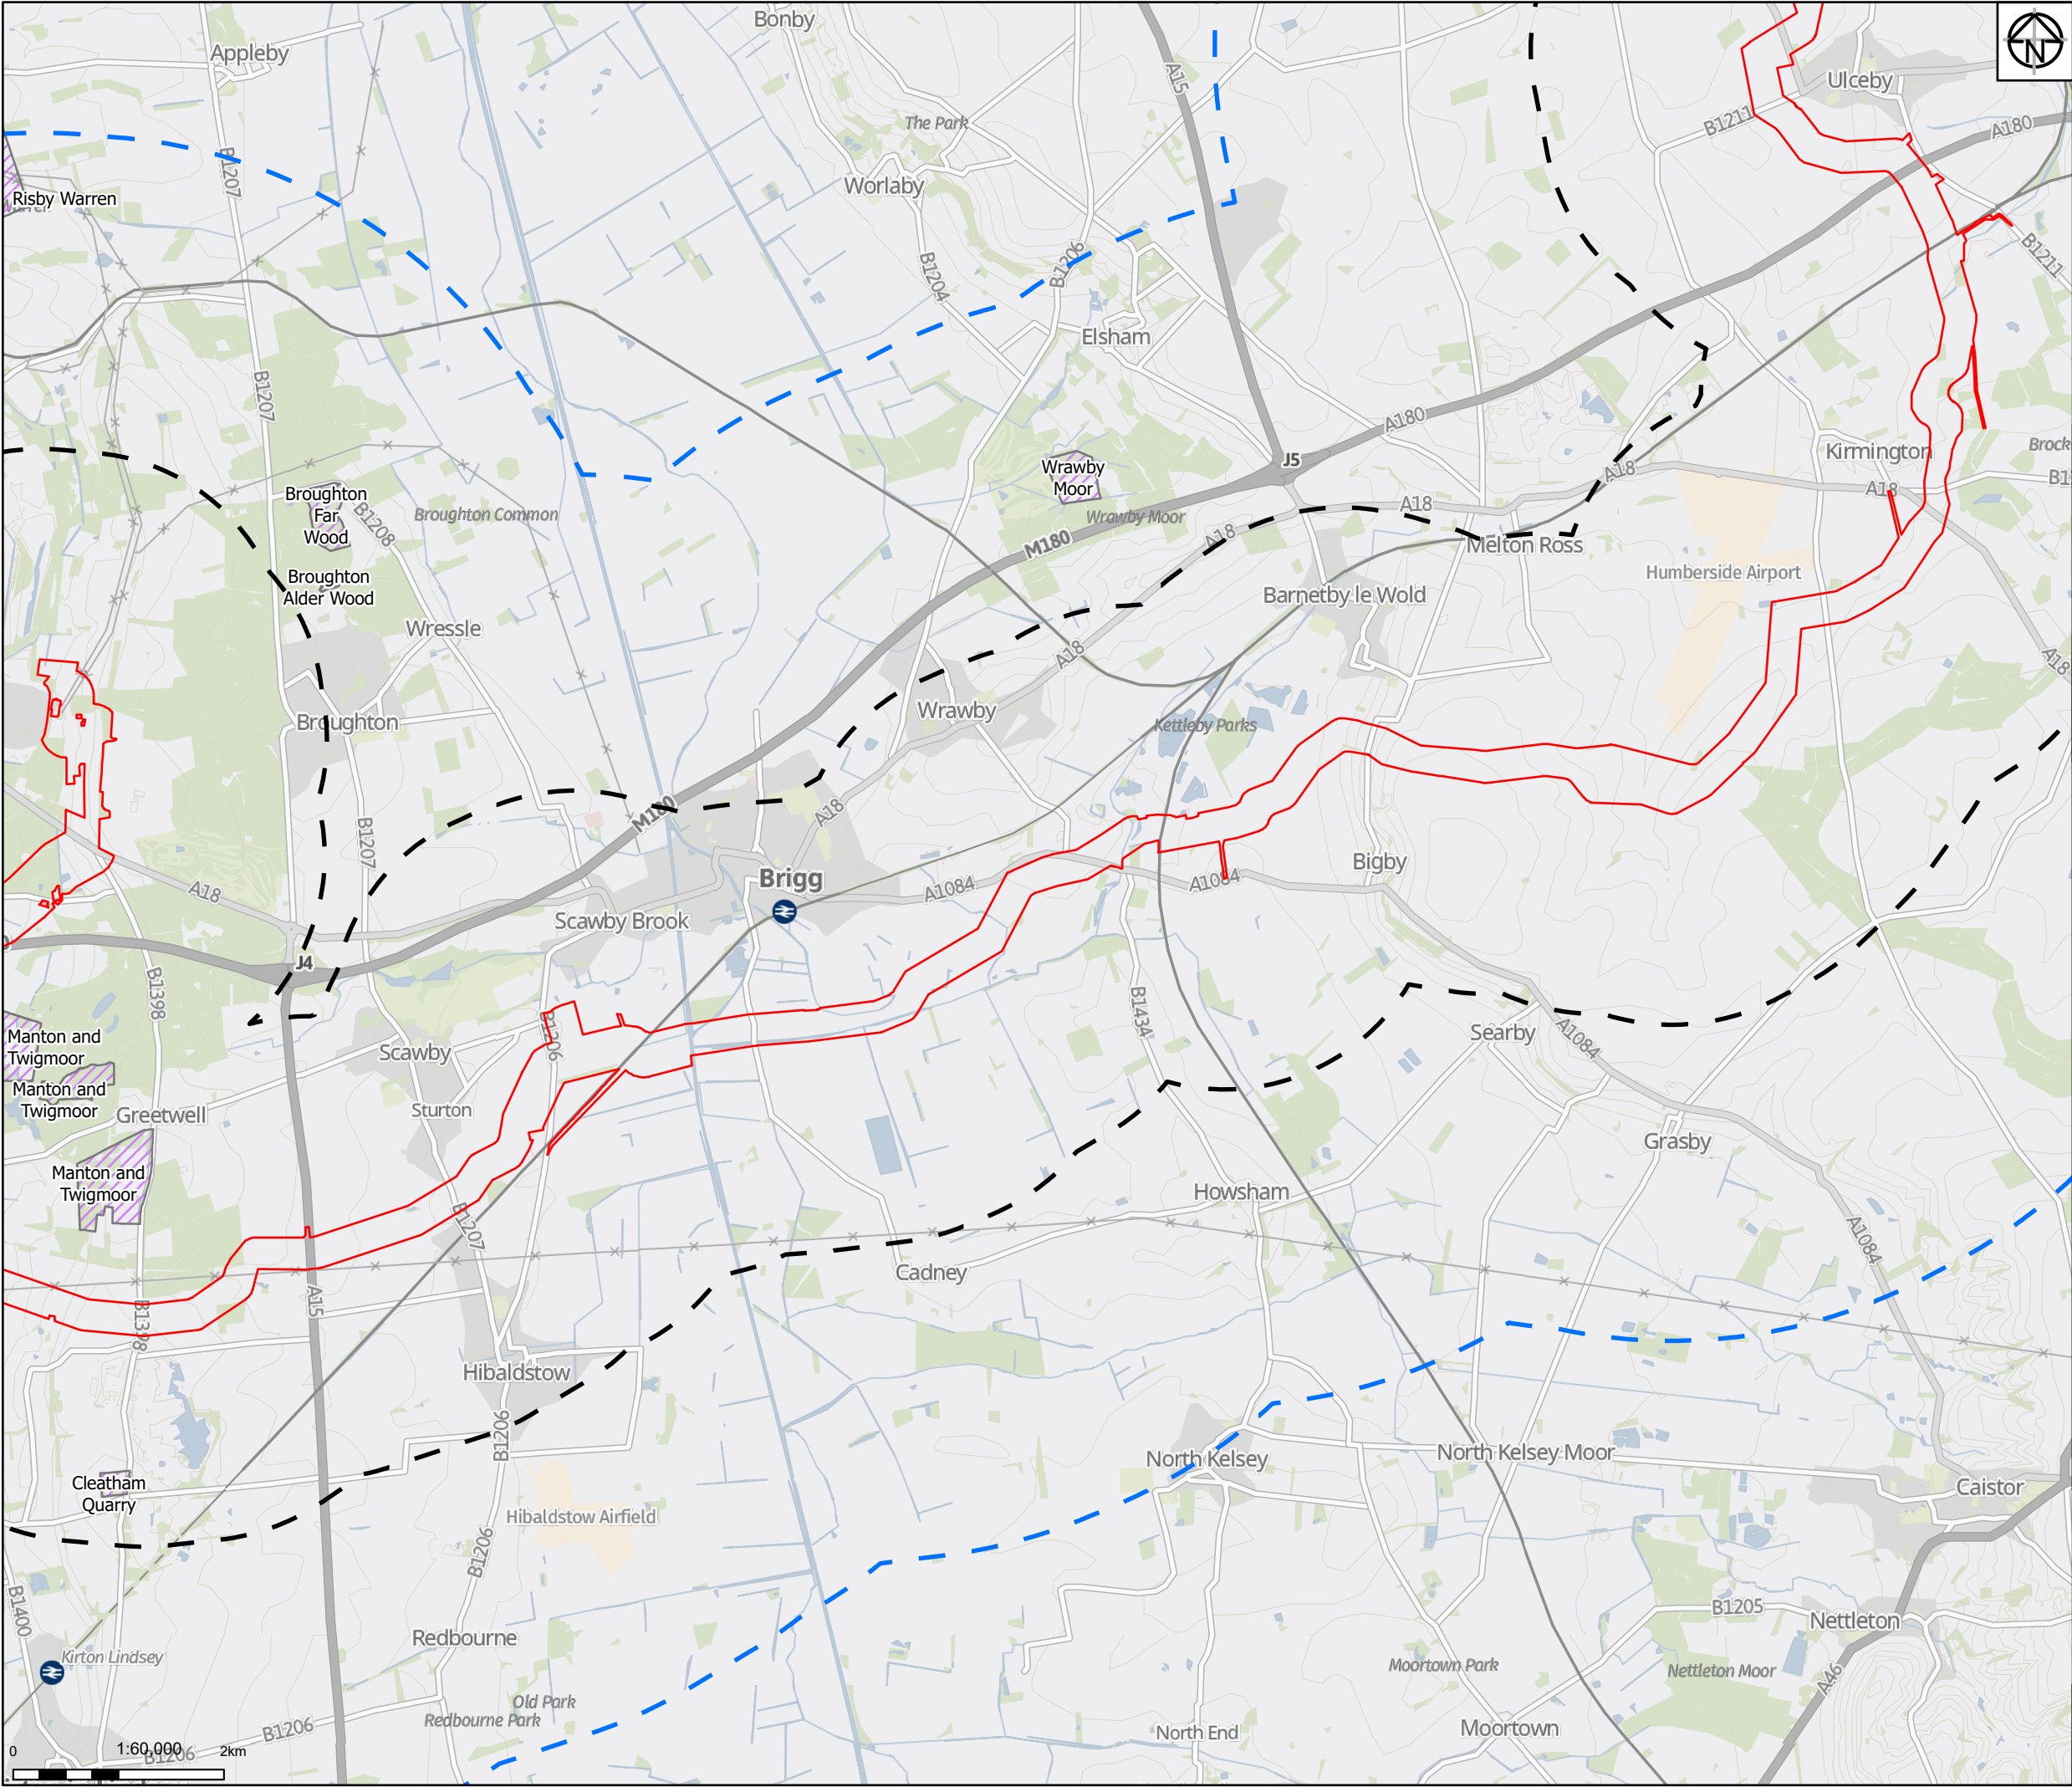 Bonby
Appleby
A15
N
Ulceby
B1211
A180
The Park
B1207
Worlaby
Risby Warren
B1206
B1204
B1211
Elsham
B1207
A180
J5
Kirmington
Brock
Wrawby
Moor
A18
A18
A18
B1
Broughton
Far
Wood
B1208
Broughton Common
Wrawby Moor
A18
M180
Melton Ross
Humberside Airport
Broughton
Alder Wood
Barnetby le Wold
Wressle
A18
A18
Wrawby
Broughton
Kettleby Parks
M180
A18
B1207
Bigby
Brigg
A1084
A1084
A18
Scawby Brook
J4
B1398
B1434
Manton and
Twigmoor
B1206
Scawby
Searby
A1084
Manton and
Twigmoor
Greetwell
Sturton
Grasby
Manton and
Twigmoor
Howsham
B1207
A1084
Cadney
A15
B1398
Hibaldstow
B1206
North Kelsey
North Kelsey Moor
Cleatham
Quarry
Caistor
Hibaldstow Airfield
B1206
B1400
B1205
Nettleton
Redbourne
Kirton Lindsey
Moortown Park
Nettleton Moor
A46
Old Park
Redbourne Park
B1206
North End
Moortown
0
1:60,000
2km
B1206